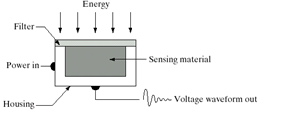 Energy
Filter
Power in
Sensing material
Housing
Voltage waveform out